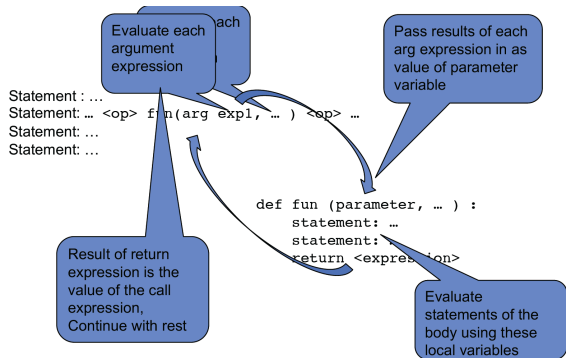 Evaluate each
argument
expression
ach
Pass results of each
arg expression in as
value of parameter
variable
Statement : …
Statement: … <op> fun(arg exp1, … ) <op> …
Statement: …
Statement: …
def fun (parameter, … ) :
statement: …
statement: …
return <expression>
Result of return
expression is the
value of the call
expression,
Continue with rest
Evaluate
statements of the
body using these
local variables